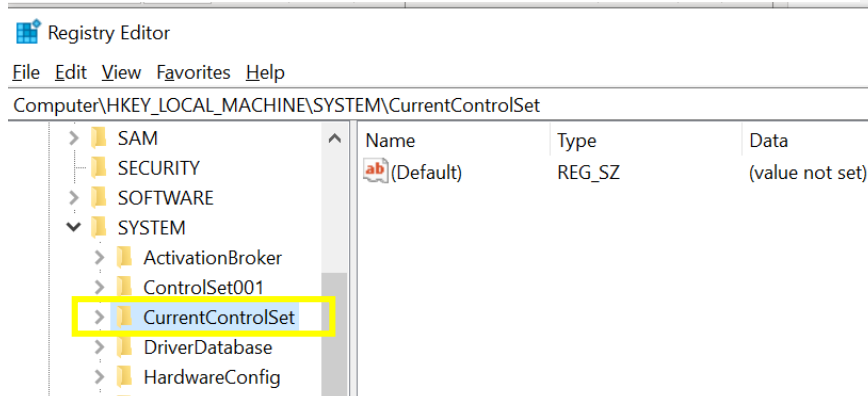 Registry Editor
File Edit View Favorites Help
Computer\HKEY_LOCAL_MACHINE\SYSTEM\CurrentControlSet
SAM
SECURITY
SOFTWARE
SYSTEM
ActivationBroker
ControlSet001
CurrentControlSet
DriverDatabase
HardwareConfig
Name Type Data
ab (Default) REG_SZ (value not set)